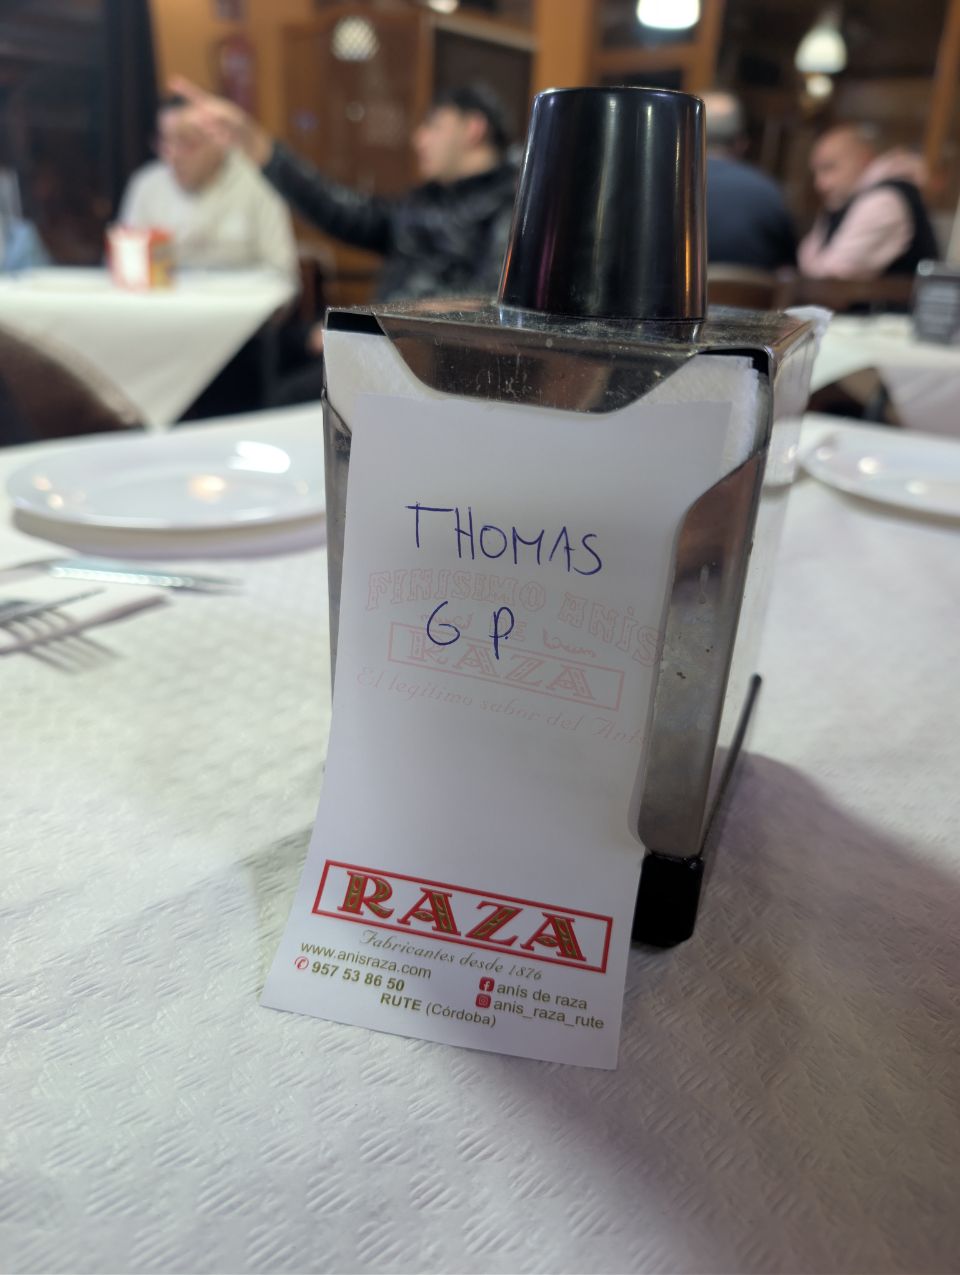 THOMAS
FINISIMO ANÍS
6 P.
RAZA
El legítimo sabor del Anís
RAZA
Fabricantes desde 1876
www.anisraza.com
957 53 86 50
anís de raza
RUTE (Córdoba)
anis_raza_rute